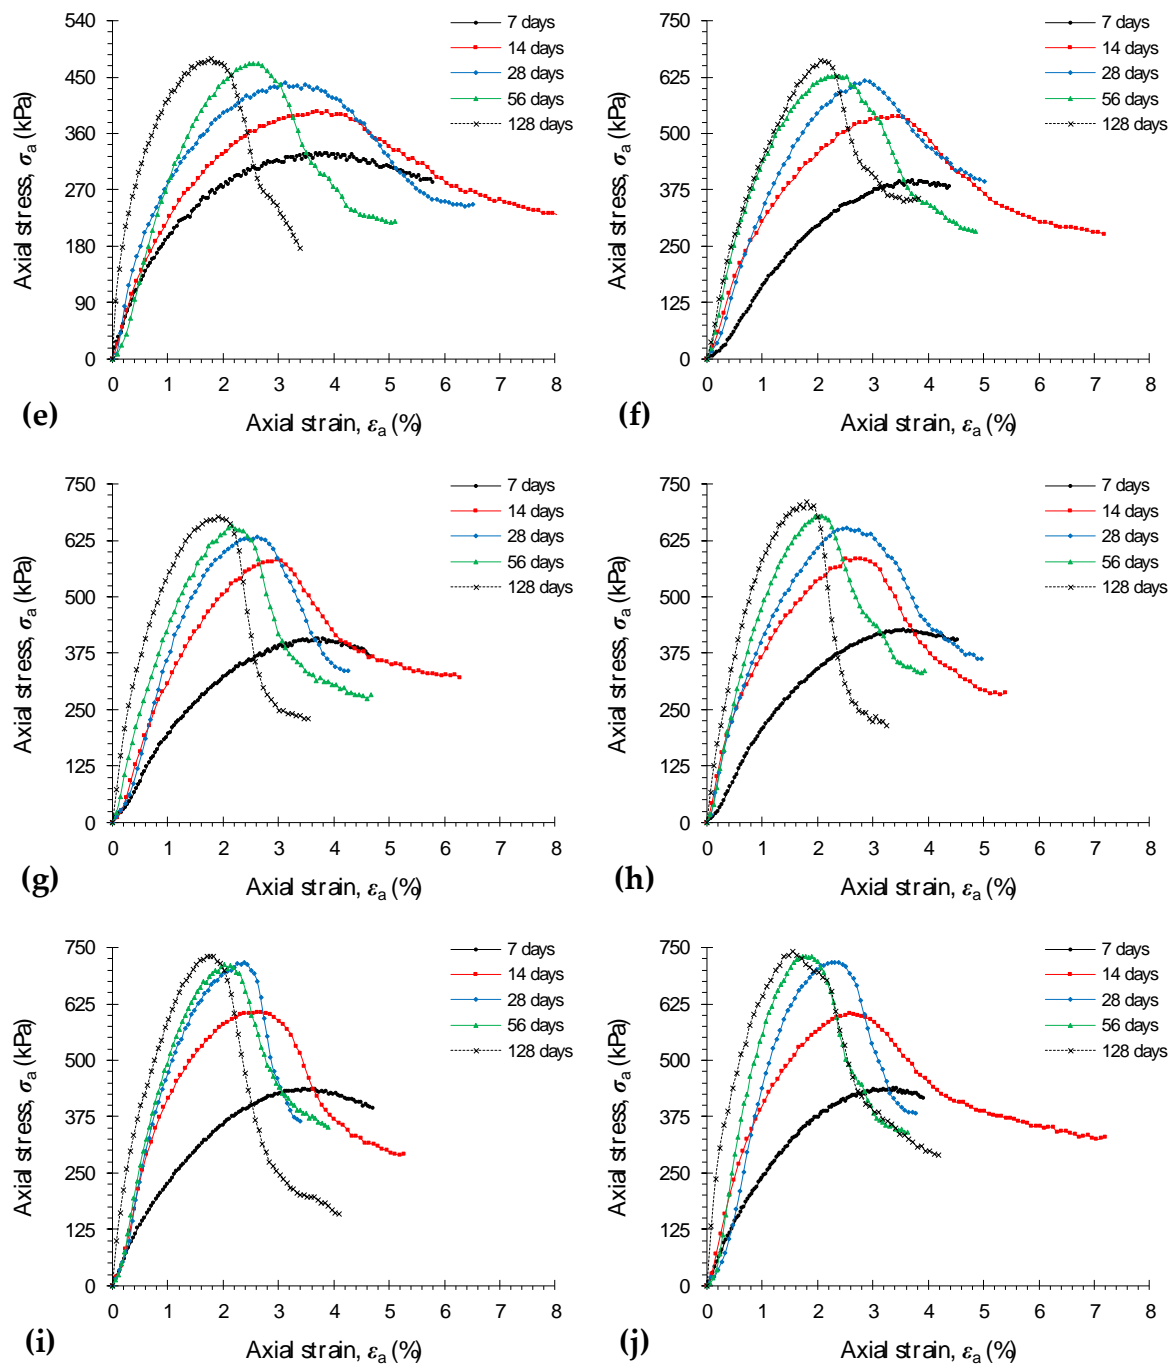 540
450
360
270
180
90
0
0 1 2 3 4 5 6 7 8
Axial stress, σa (kPa)
Axial strain, εa (%)
7 days
14 days
28 days
56 days
128 days
(e)
750
625
500
375
250
125
0
0 1 2 3 4 5 6 7 8
Axial stress, σa (kPa)
Axial strain, εa (%)
7 days
14 days
28 days
56 days
128 days
(f)
750
625
500
375
250
125
0
0 1 2 3 4 5 6 7 8
Axial stress, σa (kPa)
Axial strain, εa (%)
7 days
14 days
28 days
56 days
128 days
(g)
750
625
500
375
250
125
0
0 1 2 3 4 5 6 7 8
Axial stress, σa (kPa)
Axial strain, εa (%)
7 days
14 days
28 days
56 days
128 days
(h)
750
625
500
375
250
125
0
0 1 2 3 4 5 6 7 8
Axial stress, σa (kPa)
Axial strain, εa (%)
7 days
14 days
28 days
56 days
128 days
(i)
750
625
500
375
250
125
0
0 1 2 3 4 5 6 7 8
Axial stress, σa (kPa)
Axial strain, εa (%)
7 days
14 days
28 days
56 days
128 days
(j)